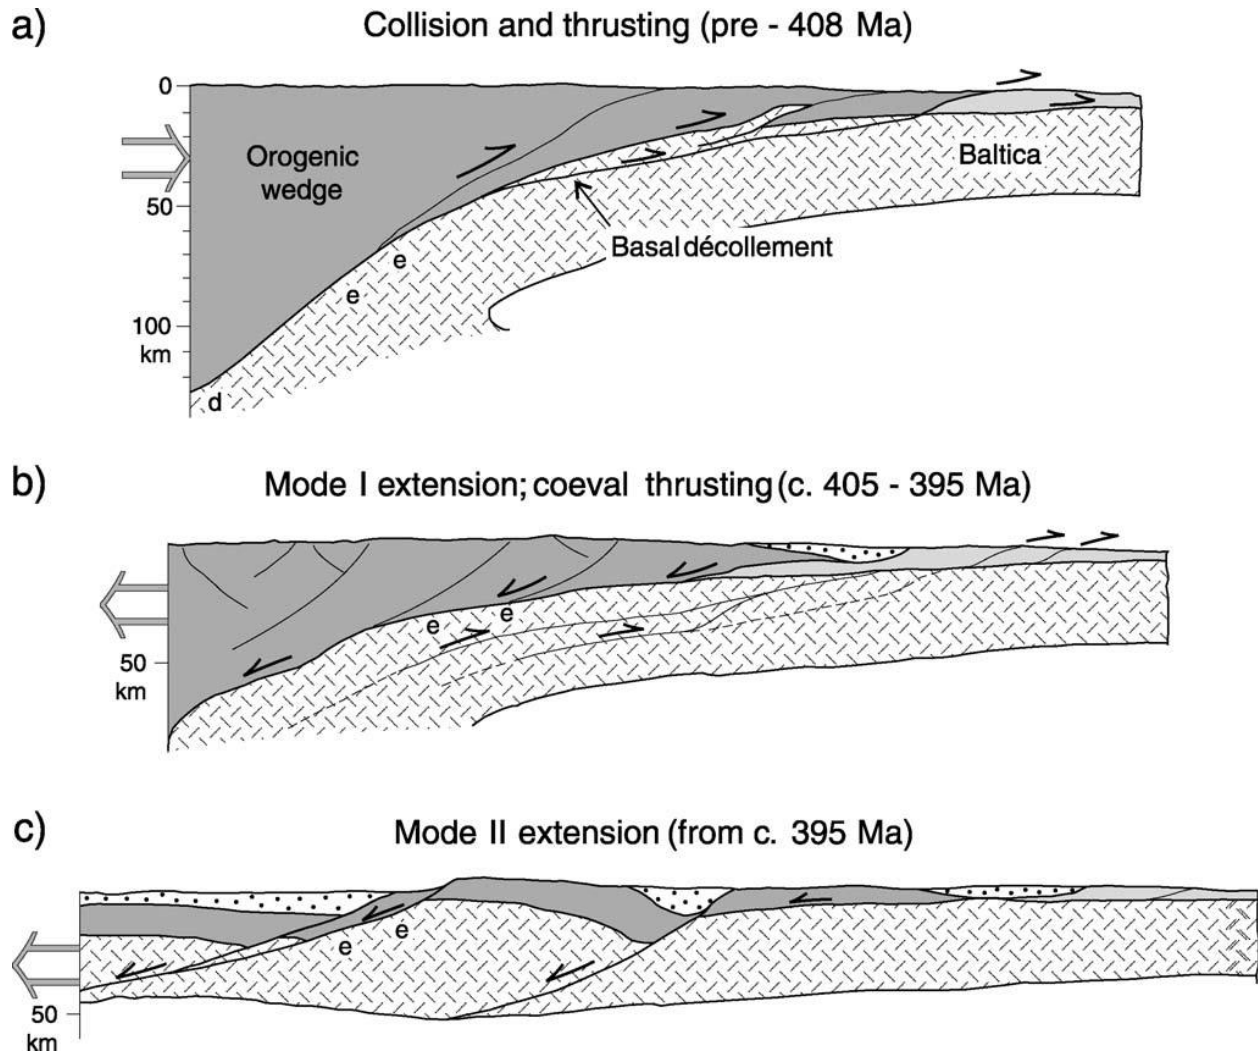 a)
Collision and thrusting (pre - 408 Ma)
0
Orogenic
wedge
Baltica
50
Basal décollement
e
e
100
km
d
b)
Mode I extension; coeval thrusting (c. 405 - 395 Ma)
e
e
50
km
c)
Mode II extension (from c. 395 Ma)
e
e
50
km